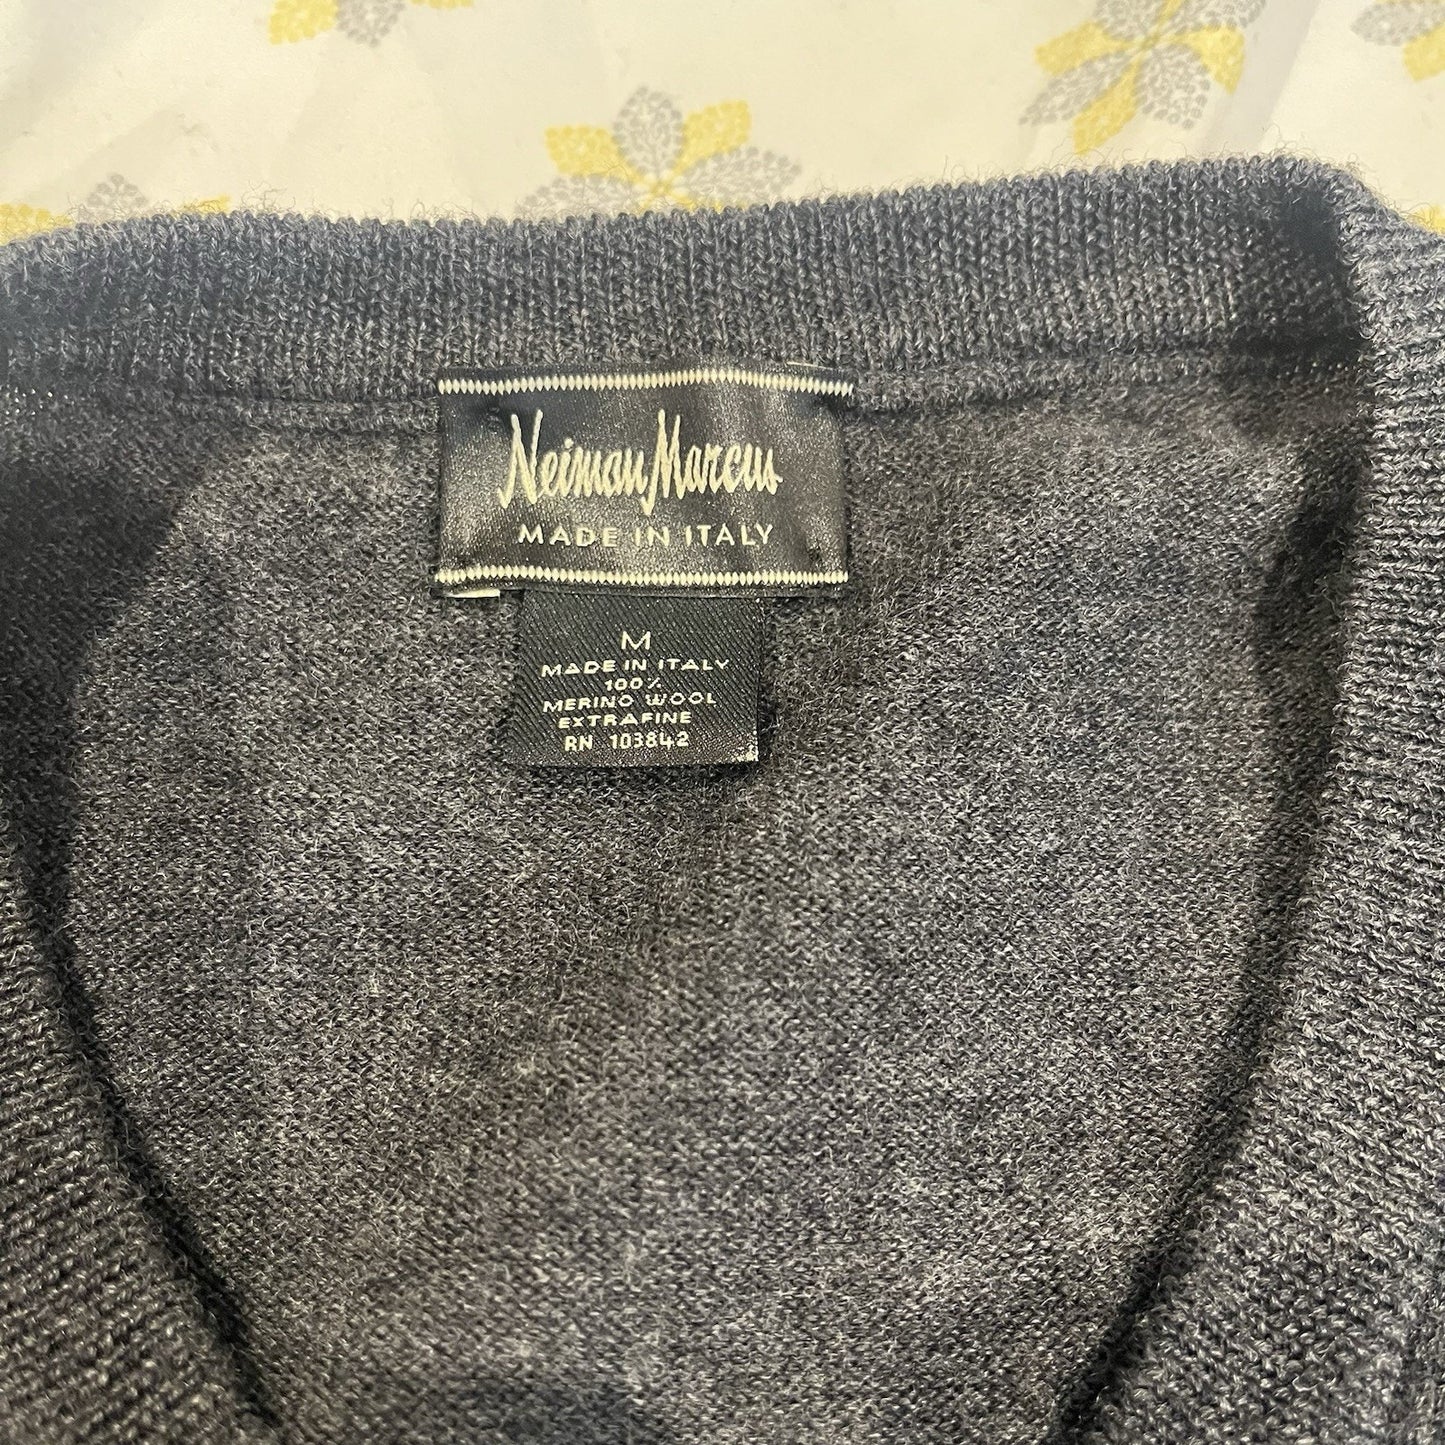 Neiman Marcus
MADE IN ITALY
M
MADE IN ITALY
100%
MERINO WOOL
EXTRAFINE
RN 103842